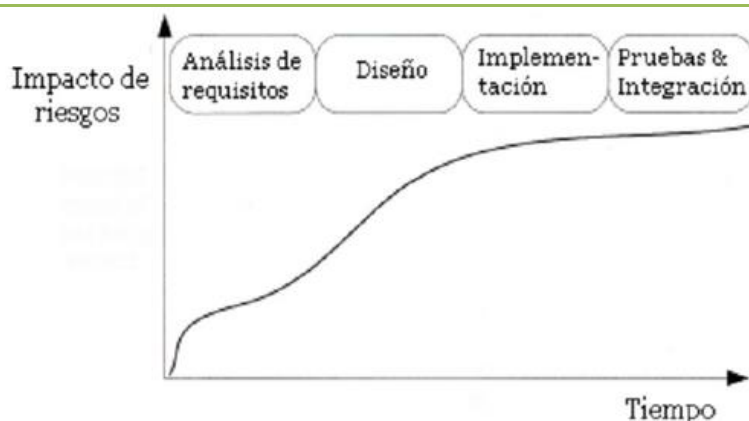 Impacto de
riesgos
Análisis de
requisitos
Diseño
Implemen-
tación
Pruebas &
Integración
Tiempo